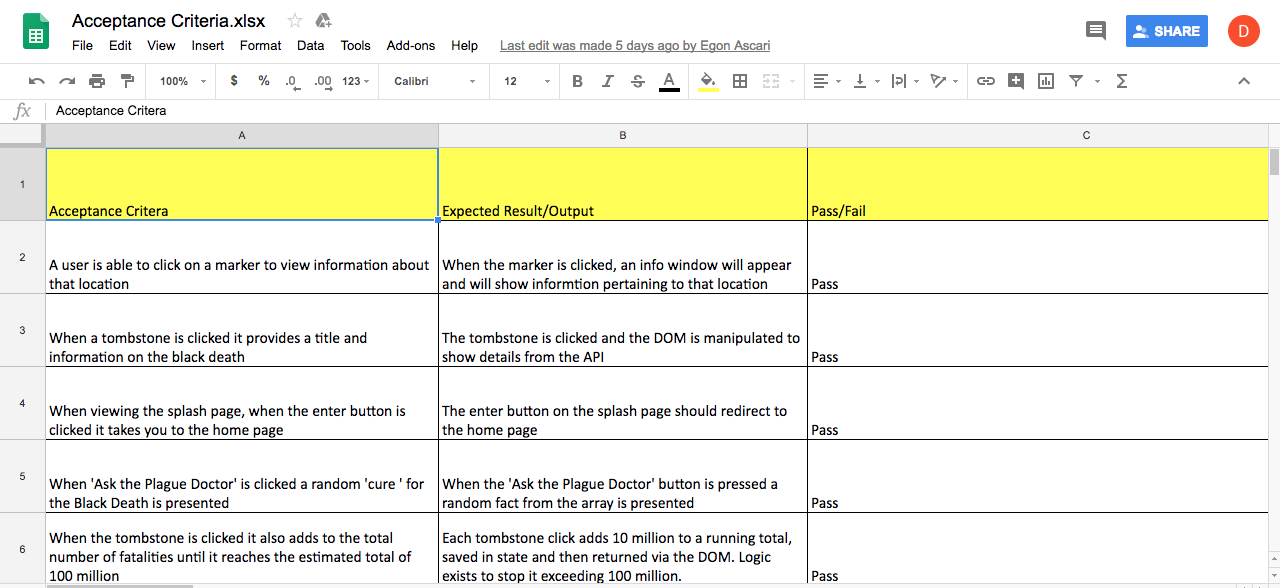 Acceptance Criteria.xlsx
File Edit View Insert Format Data Tools Add-ons Help Last edit was made 5 days ago by Egon Ascari
SHARE
D
100% $ % .0 .00 123 Calibri 12 B I S A Σ
fx Acceptance Critera
A B C
1 Acceptance Critera Expected Result/Output Pass/Fail
2
A user is able to click on a marker to view information about When the marker is clicked, an info window will appear
that location and will show informtion pertaining to that location Pass
3
When a tombstone is clicked it provides a title and The tombstone is clicked and the DOM is manipulated to
information on the black death show details from the API Pass
4
When viewing the splash page, when the enter button is The enter button on the splash page should redirect to
clicked it takes you to the home page the home page Pass
5
When 'Ask the Plague Doctor' is clicked a random 'cure ' for When the 'Ask the Plague Doctor' button is pressed a
the Black Death is presented random fact from the array is presented Pass
6
When the tombstone is clicked it also adds to the total Each tombstone click adds 10 million to a running total,
number of fatalities until it reaches the estimated total of saved in state and then returned via the DOM. Logic
100 million exists to stop it exceeding 100 million. Pass